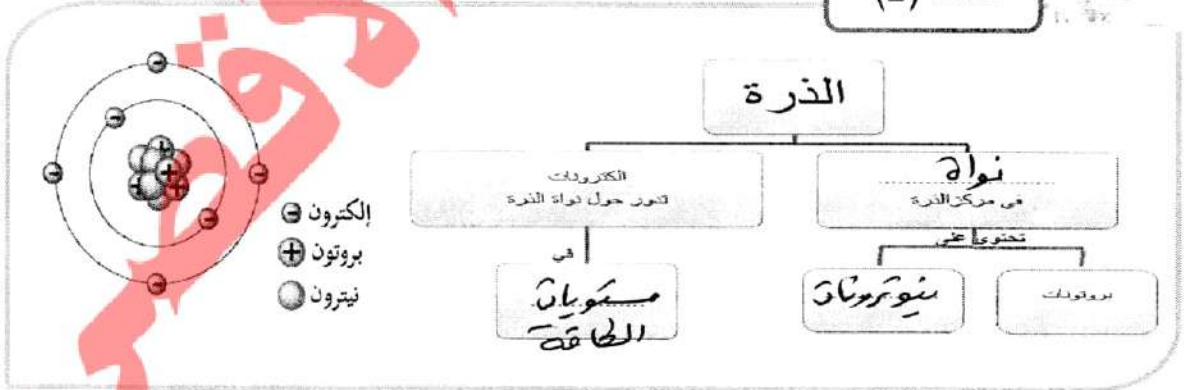 (2)
الذرة
نواة
في مركز الذرة
الكترونات
تدور حول نواة الذرة
تحتوي على
في
بروتونات
نيوترونات
مستويات
الطاقة
إلكترون
بروتون
نيترون